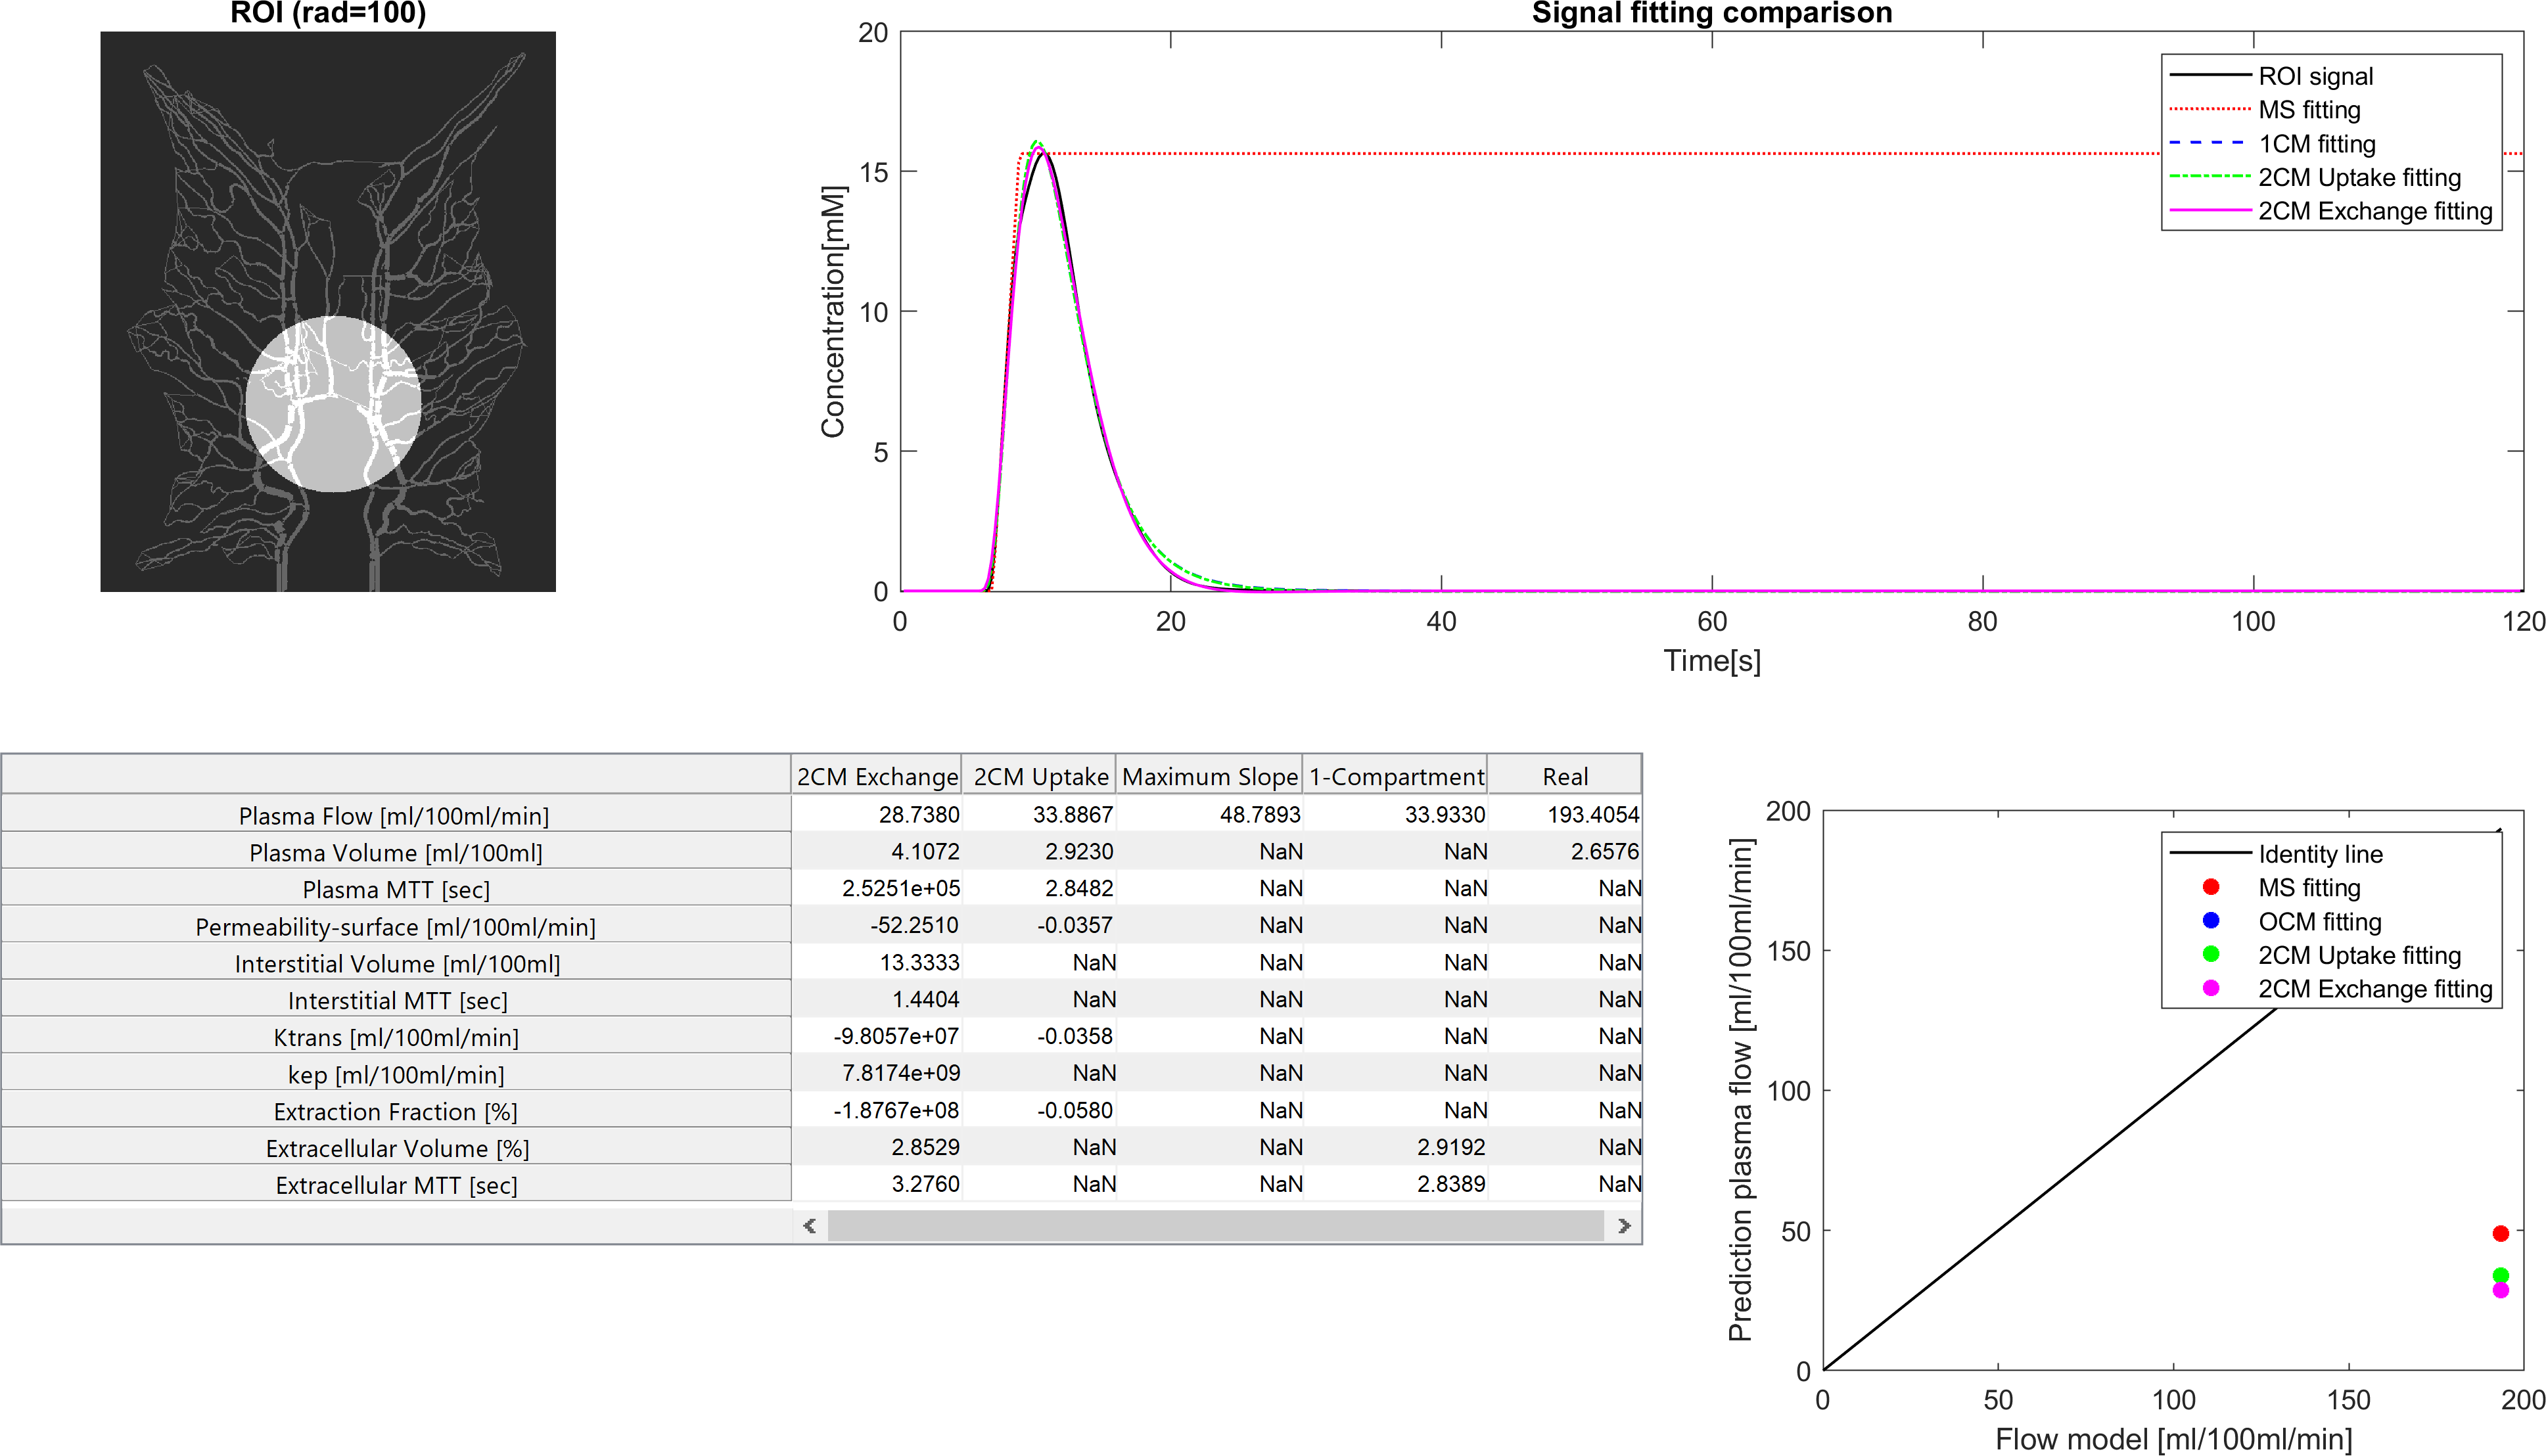 ROI (rad=100)
Signal fitting comparison
20
15
10
5
0
Concentration[mM]
0 20 40 60 80 100 120
Time[s]
ROI signal
MS fitting
1CM fitting
2CM Uptake fitting
2CM Exchange fitting
2CM Exchange 2CM Uptake Maximum Slope 1-Compartment Real
Plasma Flow [ml/100ml/min] 28.7380 33.8867 48.7893 33.9330 193.4054
Plasma Volume [ml/100ml] 4.1072 2.9230 NaN NaN 2.6576
Plasma MTT [sec] 2.5251e+05 2.8482 NaN NaN NaN
Permeability-surface [ml/100ml/min] -52.2510 -0.0357 NaN NaN NaN
Interstitial Volume [ml/100ml] 13.3333 NaN NaN NaN NaN
Interstitial MTT [sec] 1.4404 NaN NaN NaN NaN
Ktrans [ml/100ml/min] -9.8057e+07 -0.0358 NaN NaN NaN
kep [ml/100ml/min] 7.8174e+09 NaN NaN NaN NaN
Extraction Fraction [%] -1.8767e+08 -0.0580 NaN NaN NaN
Extracellular Volume [%] 2.8529 NaN NaN 2.9192 NaN
Extracellular MTT [sec] 3.2760 NaN NaN 2.8389 NaN
200
150
100
50
0
Prediction plasma flow [ml/100ml/min]
Identity line
MS fitting
OCM fitting
2CM Uptake fitting
2CM Exchange fitting
0 50 100 150 200
Flow model [ml/100ml/min]